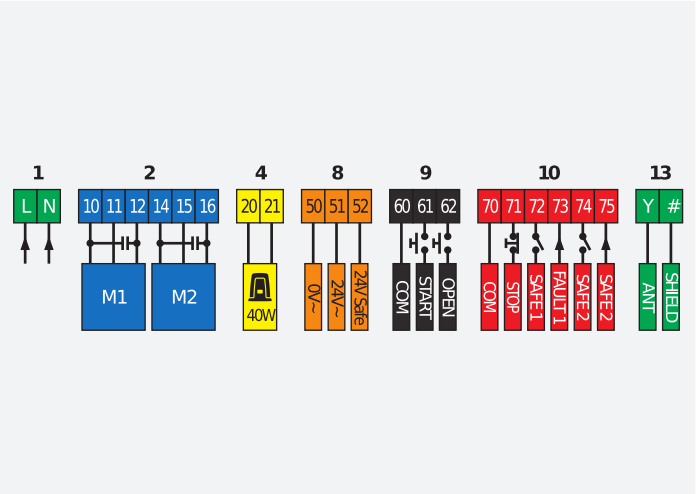 1 2 4 8 9 10 13
L N 10 11 12 14 15 16 20 21 50 51 52 60 61 62 70 71 72 73 74 75 Y #
M1 M2 40W 0V~ 24V~ 24V Safe COM START OPEN COM STOP SAFE 1 FAULT 1 SAFE 2 SAFE 2 ANT SHIELD